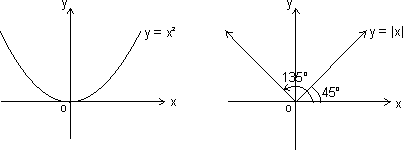 y
y = x²
x
o
y
y = |x|
135°
45°
x
o